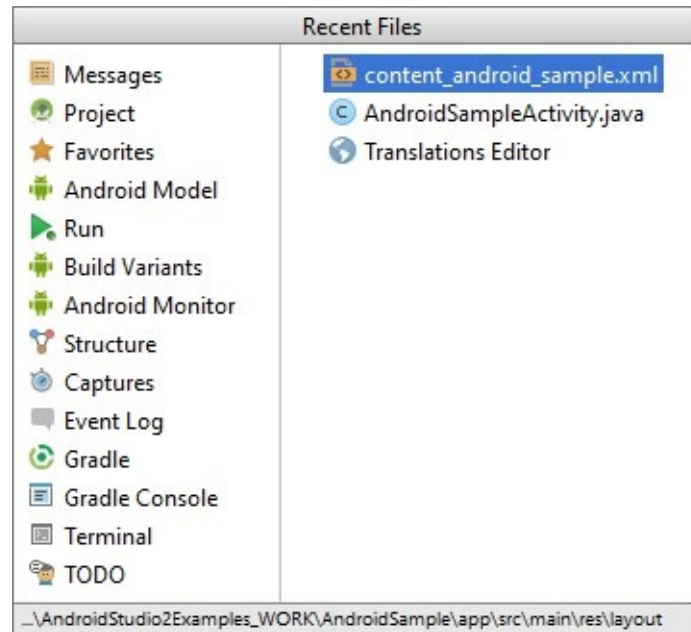 Recent Files
Messages
Project
Favorites
Android Model
Run
Build Variants
Android Monitor
Structure
Captures
Event Log
Gradle
Gradle Console
Terminal
TODO
content_android_sample.xml
AndroidSampleActivity.java
Translations Editor
...\AndroidStudio2Examples_WORK\AndroidSample\app\src\main\res\layout